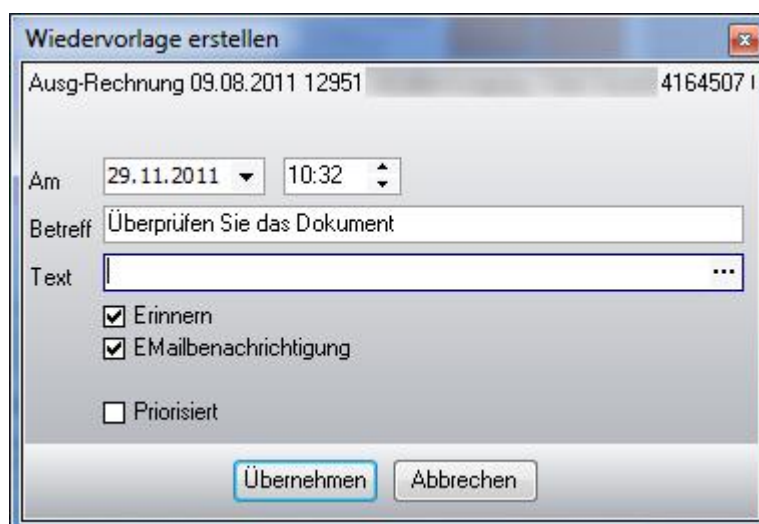 Wiedervorlage erstellen
Ausg-Rechnung 09.08.2011 12951 4164507
Am 29.11.2011 10:32
Betreff Überprüfen Sie das Dokument
Text ...
Erinnern
EMailbenachrichtigung
Priorisiert
Übernehmen Abbrechen